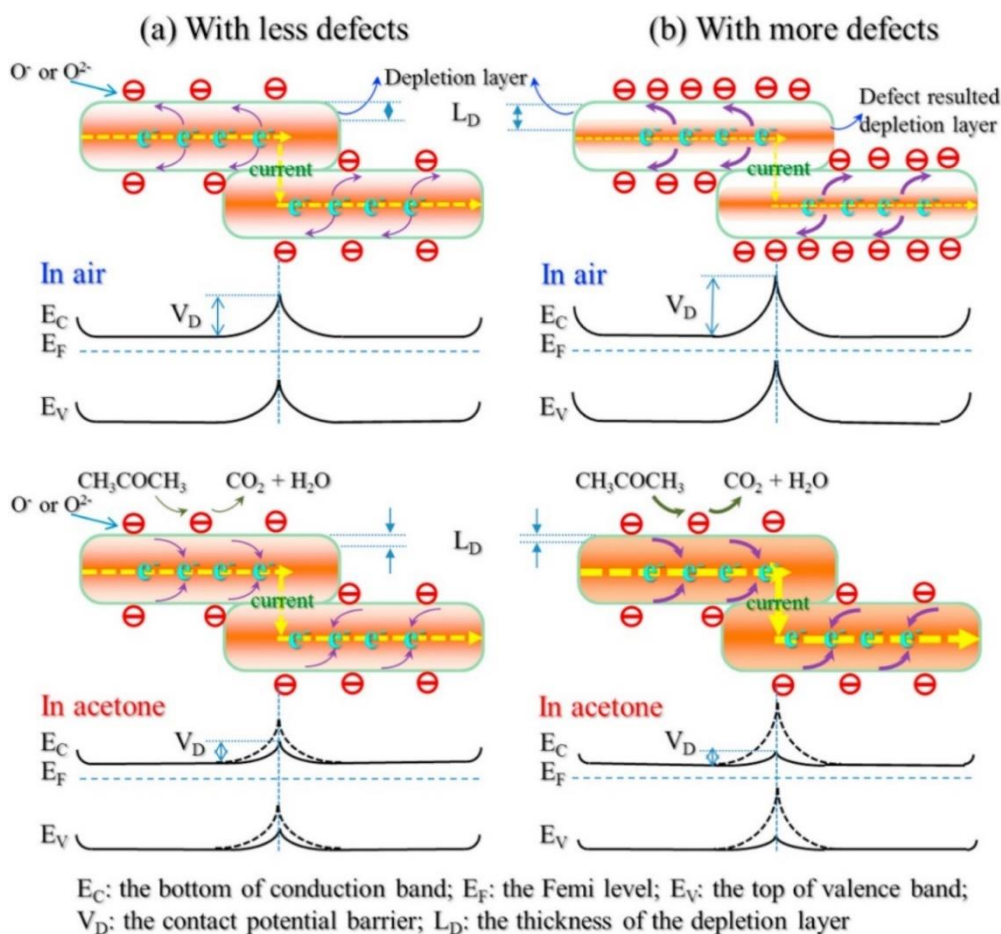 (a) With less defects
(b) With more defects
O⁻ or O²⁻
Depletion layer
L_D
Defect resulted
depletion layer
e⁻ e⁻ e⁻ e⁻
current
e⁻ e⁻ e⁻ e⁻
e⁻ e⁻ e⁻ e⁻
current
e⁻ e⁻ e⁻ e⁻
In air
V_D
E_C
E_F
E_V
In air
V_D
E_C
E_F
E_V
CH₃COCH₃ CO₂ + H₂O
O⁻ or O²⁻
L_D
CH₃COCH₃ CO₂ + H₂O
e⁻ e⁻ e⁻ e⁻
current
e⁻ e⁻ e⁻ e⁻
e⁻ e⁻ e⁻ e⁻
current
e⁻ e⁻ e⁻ e⁻
In acetone
V_D
E_C
E_F
E_V
In acetone
V_D
E_C
E_F
E_V
E_C: the bottom of conduction band; E_F: the Femi level; E_V: the top of valence band;
V_D: the contact potential barrier; L_D: the thickness of the depletion layer